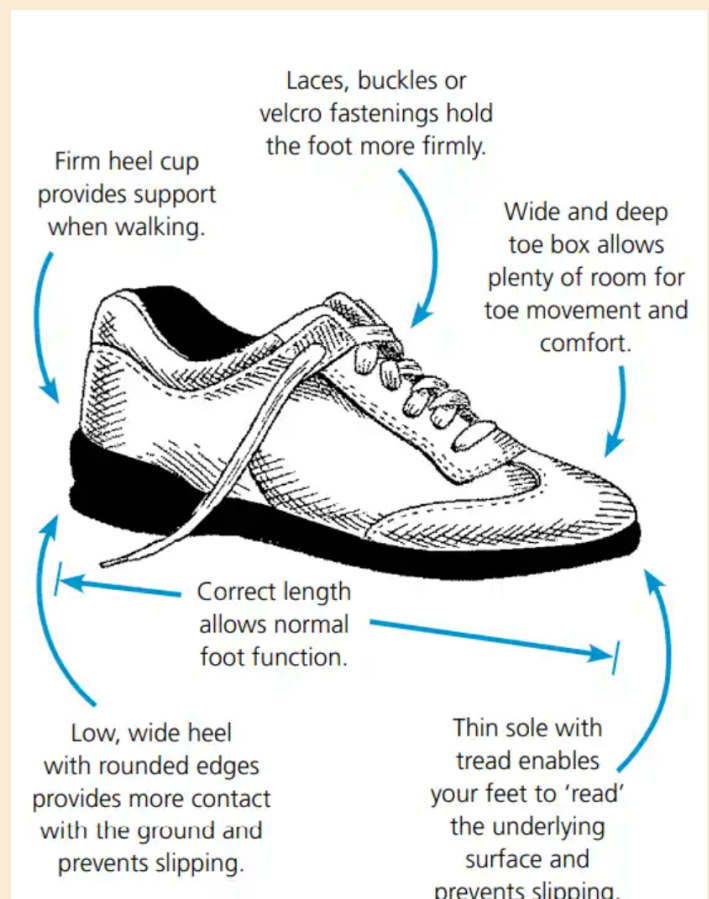 Laces, buckles or
velcro fastenings hold
the foot more firmly.
Firm heel cup
provides support
when walking.
Wide and deep
toe box allows
plenty of room for
toe movement and
comfort.
Correct length
allows normal
foot function.
Low, wide heel
with rounded edges
provides more contact
with the ground and
prevents slipping.
Thin sole with
tread enables
your feet to ‘read’
the underlying
surface and
prevents slipping.